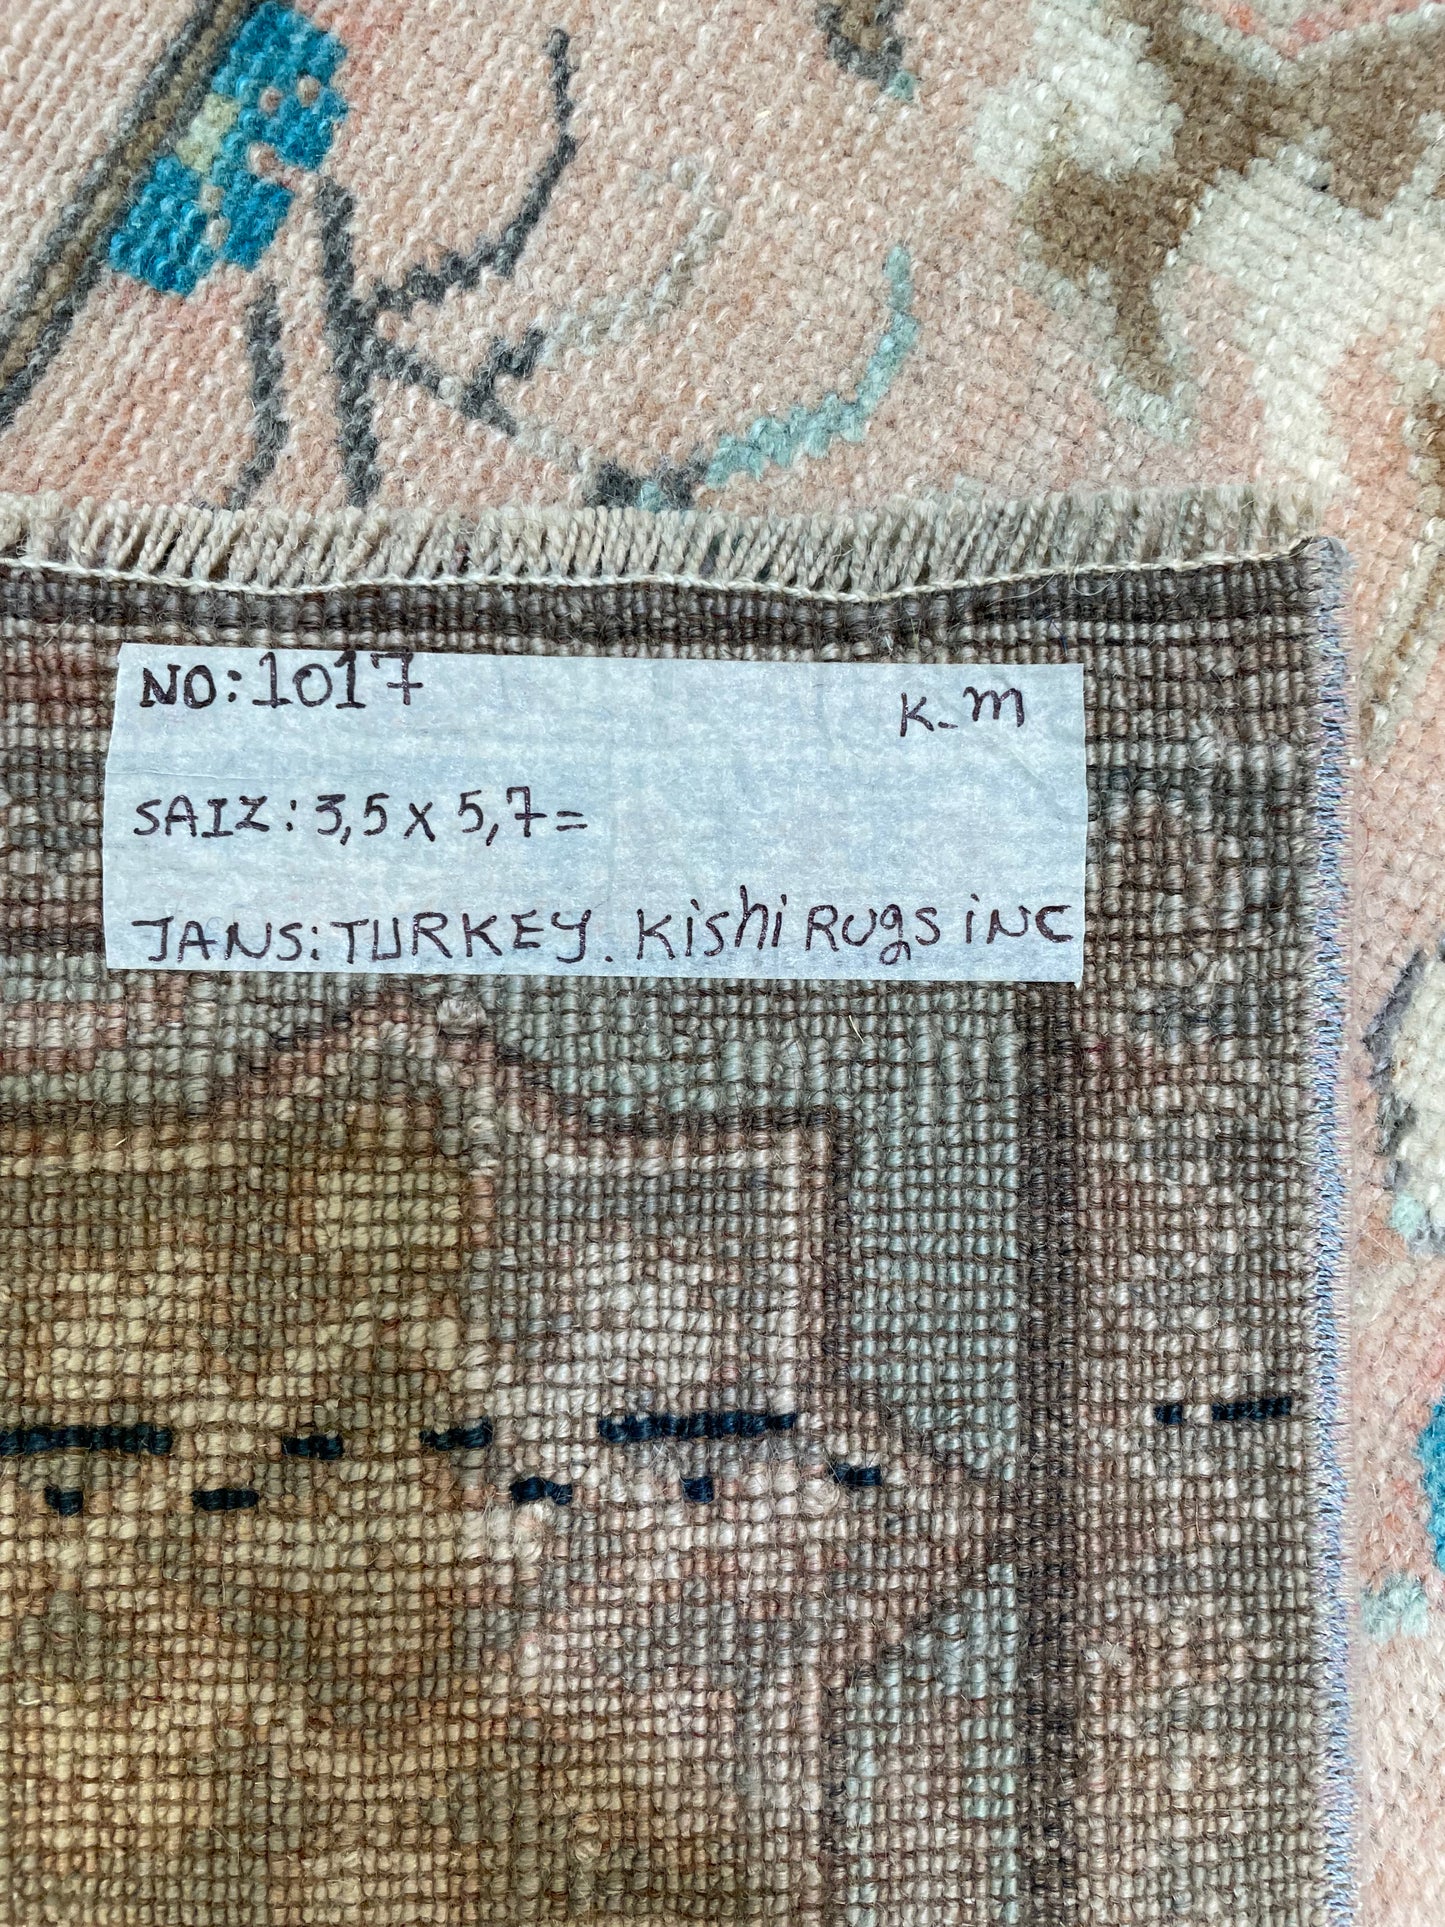 NO:1017 K-m
SAIZ: 3,5 x 5,7=
JANS: TURKEY. Kishi RUgs iNC